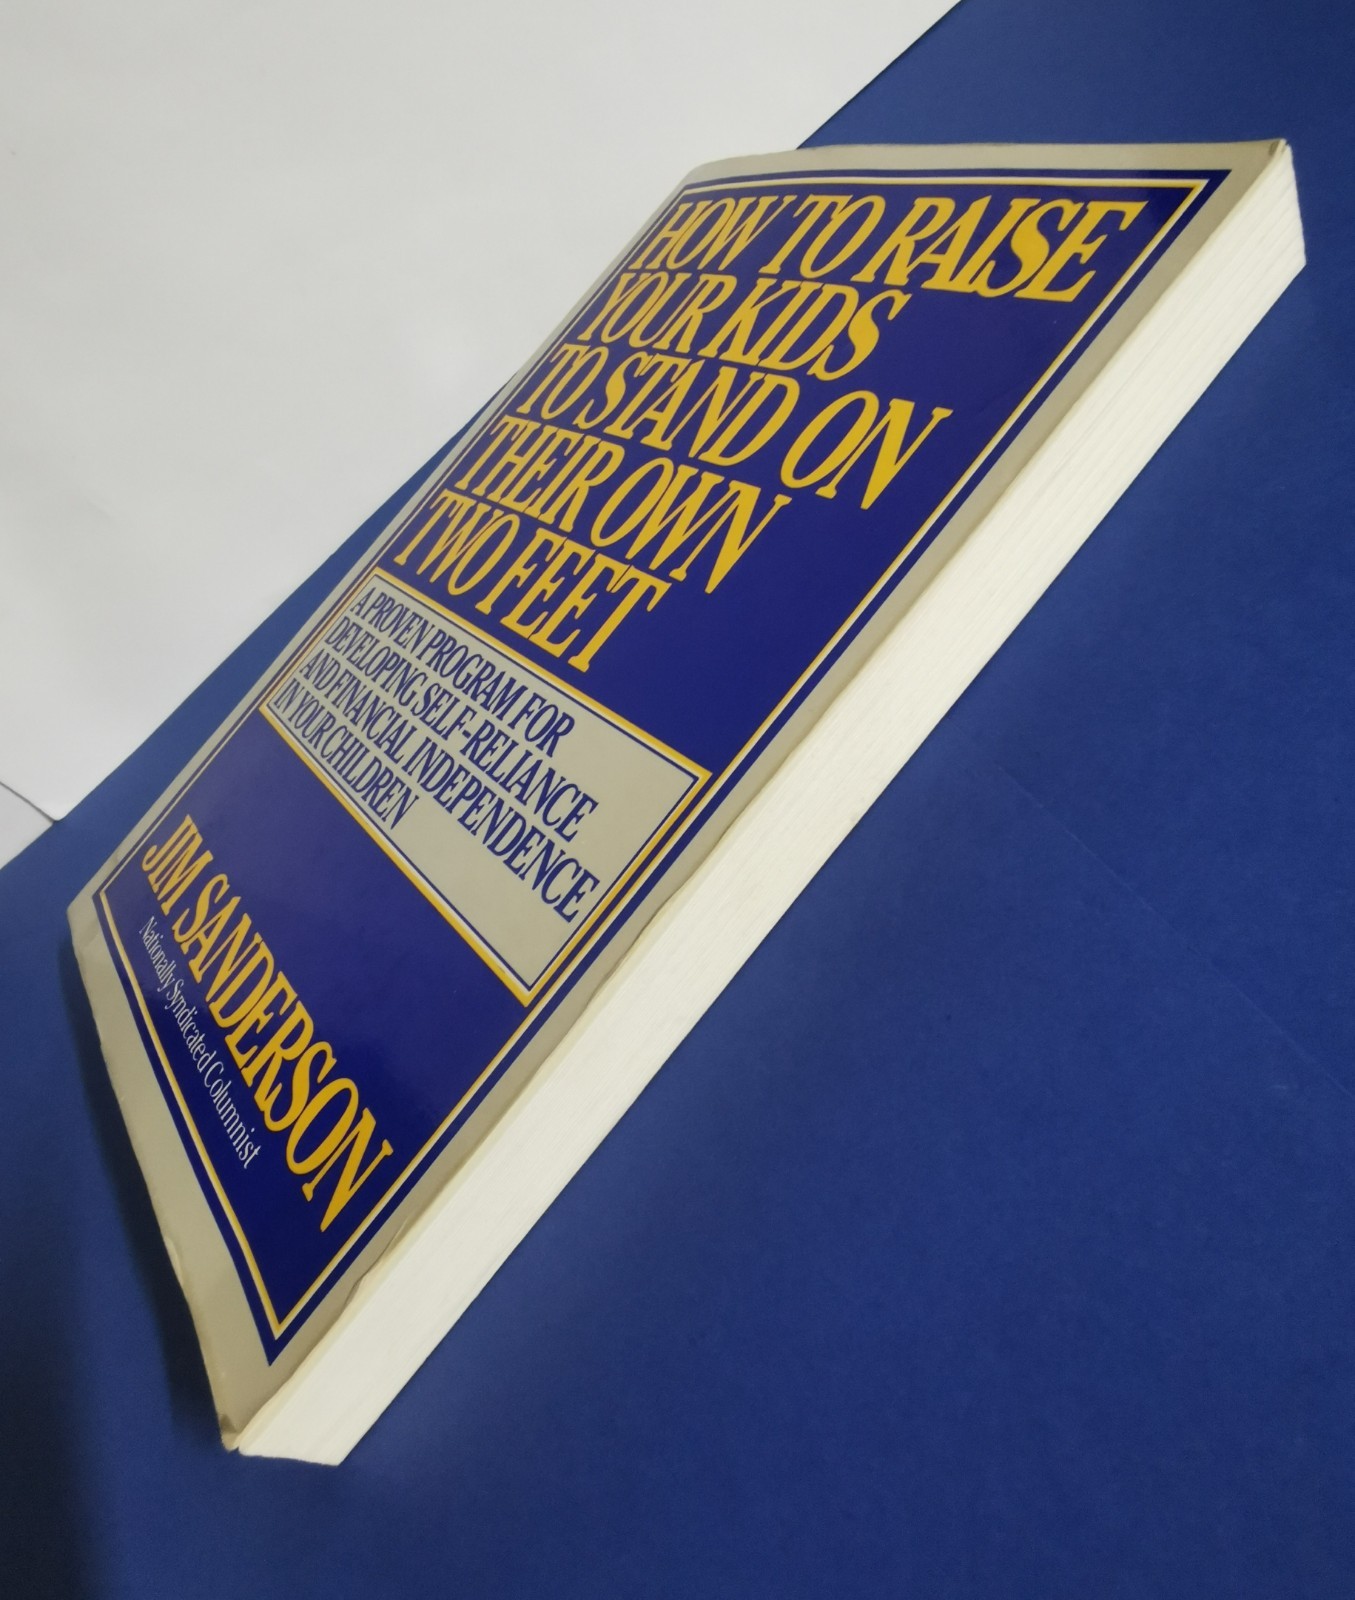 HOW TO RAISE
YOUR KIDS
TO STAND ON
THEIR OWN
TWO FEET
A PROVEN PROGRAM FOR
DEVELOPING SELF-RELIANCE
AND FINANCIAL INDEPENDENCE
IN YOUR CHILDREN
JIM SANDERSON
Nationally Syndicated Columnist